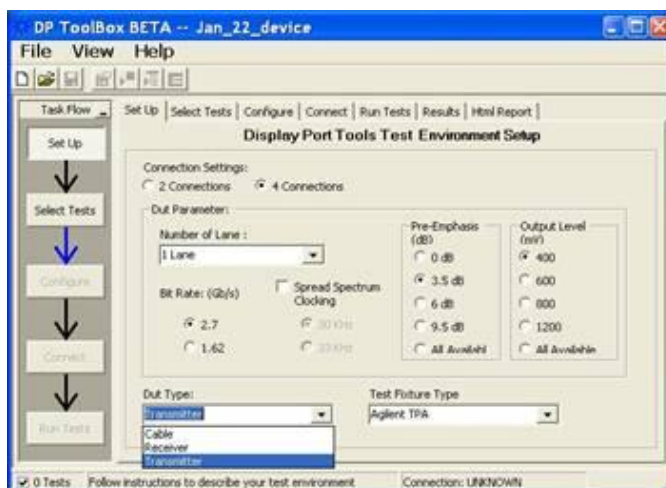 DP ToolBox BETA -- Jan_22_device
File View Help
Task Flow
Set Up Select Tests Configure Connect Run Tests Results Html Report
Display Port Tools Test Environment Setup
Set Up
Connection Settings:
2 Connections 4 Connections
Select Tests
Dut Parameter:
Number of Lane :
1 Lane
Pre-Emphasis (dB)
0 dB
3.5 dB
6 dB
9.5 dB
All Availabl
Output Level (mV)
400
600
800
1200
All Available
Configure
Bit Rate: (Gb/s)
2.7
1.62
Spread Spectrum
Clocking
30 KHz
33 KHz
Connect
Dut Type:
Transmitter
Cable
Receiver
Transmitter
Test Fixture Type
Agilent TPA
Run Tests
0 Tests Follow instructions to describe your test environment Connection: UNKNOWN